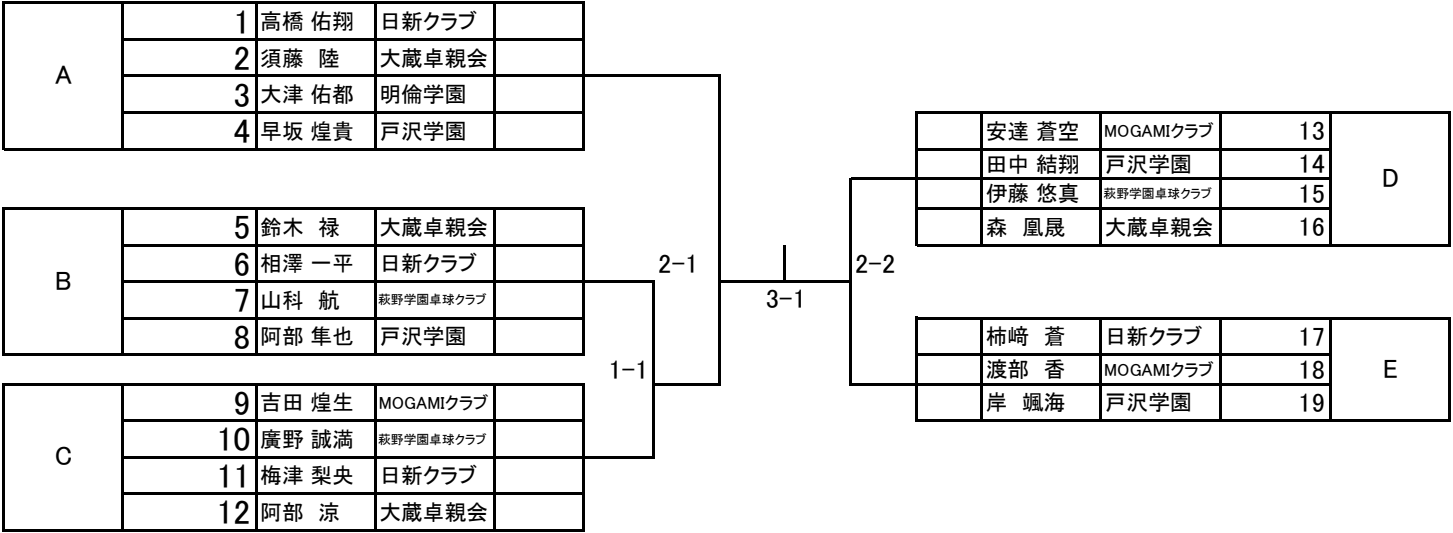 A
1 高橋 佑翔 日新クラブ
2 須藤 陸 大蔵卓親会
3 大津 佑都 明倫学園
4 早坂 煌貴 戸沢学園
B
5 鈴木 禄 大蔵卓親会
6 相澤 一平 日新クラブ
7 山科 航 萩野学園卓球クラブ
8 阿部 隼也 戸沢学園
C
9 吉田 煌生 MOGAMIクラブ
10 廣野 誠満 萩野学園卓球クラブ
11 梅津 梨央 日新クラブ
12 阿部 涼 大蔵卓親会
1-1
2-1
3-1
2-2
安達 蒼空 MOGAMIクラブ 13
田中 結翔 戸沢学園 14
伊藤 悠真 萩野学園卓球クラブ 15
森 凰晟 大蔵卓親会 16
D
柿﨑 蒼 日新クラブ 17
渡部 香 MOGAMIクラブ 18
岸 颯海 戸沢学園 19
E